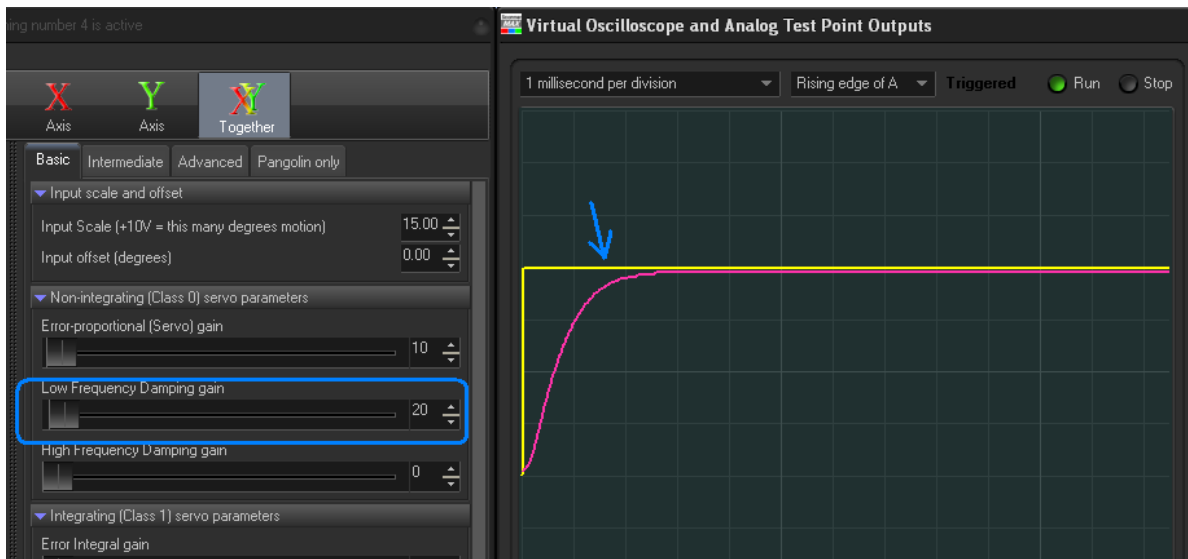 ning number 4 is active
Virtual Oscilloscope and Analog Test Point Outputs
1 millisecond per division
Rising edge of A
Triggered
Run
Stop
X
Y
XY
Axis
Axis
Together
Basic
Intermediate
Advanced
Pangolin only
Input scale and offset
Input Scale (+10V = this many degrees motion)
15.00
Input offset (degrees)
0.00
Non-integrating (Class 0) servo parameters
Error-proportional (Servo) gain
10
Low Frequency Damping gain
20
High Frequency Damping gain
0
Integrating (Class 1) servo parameters
Error Integral gain